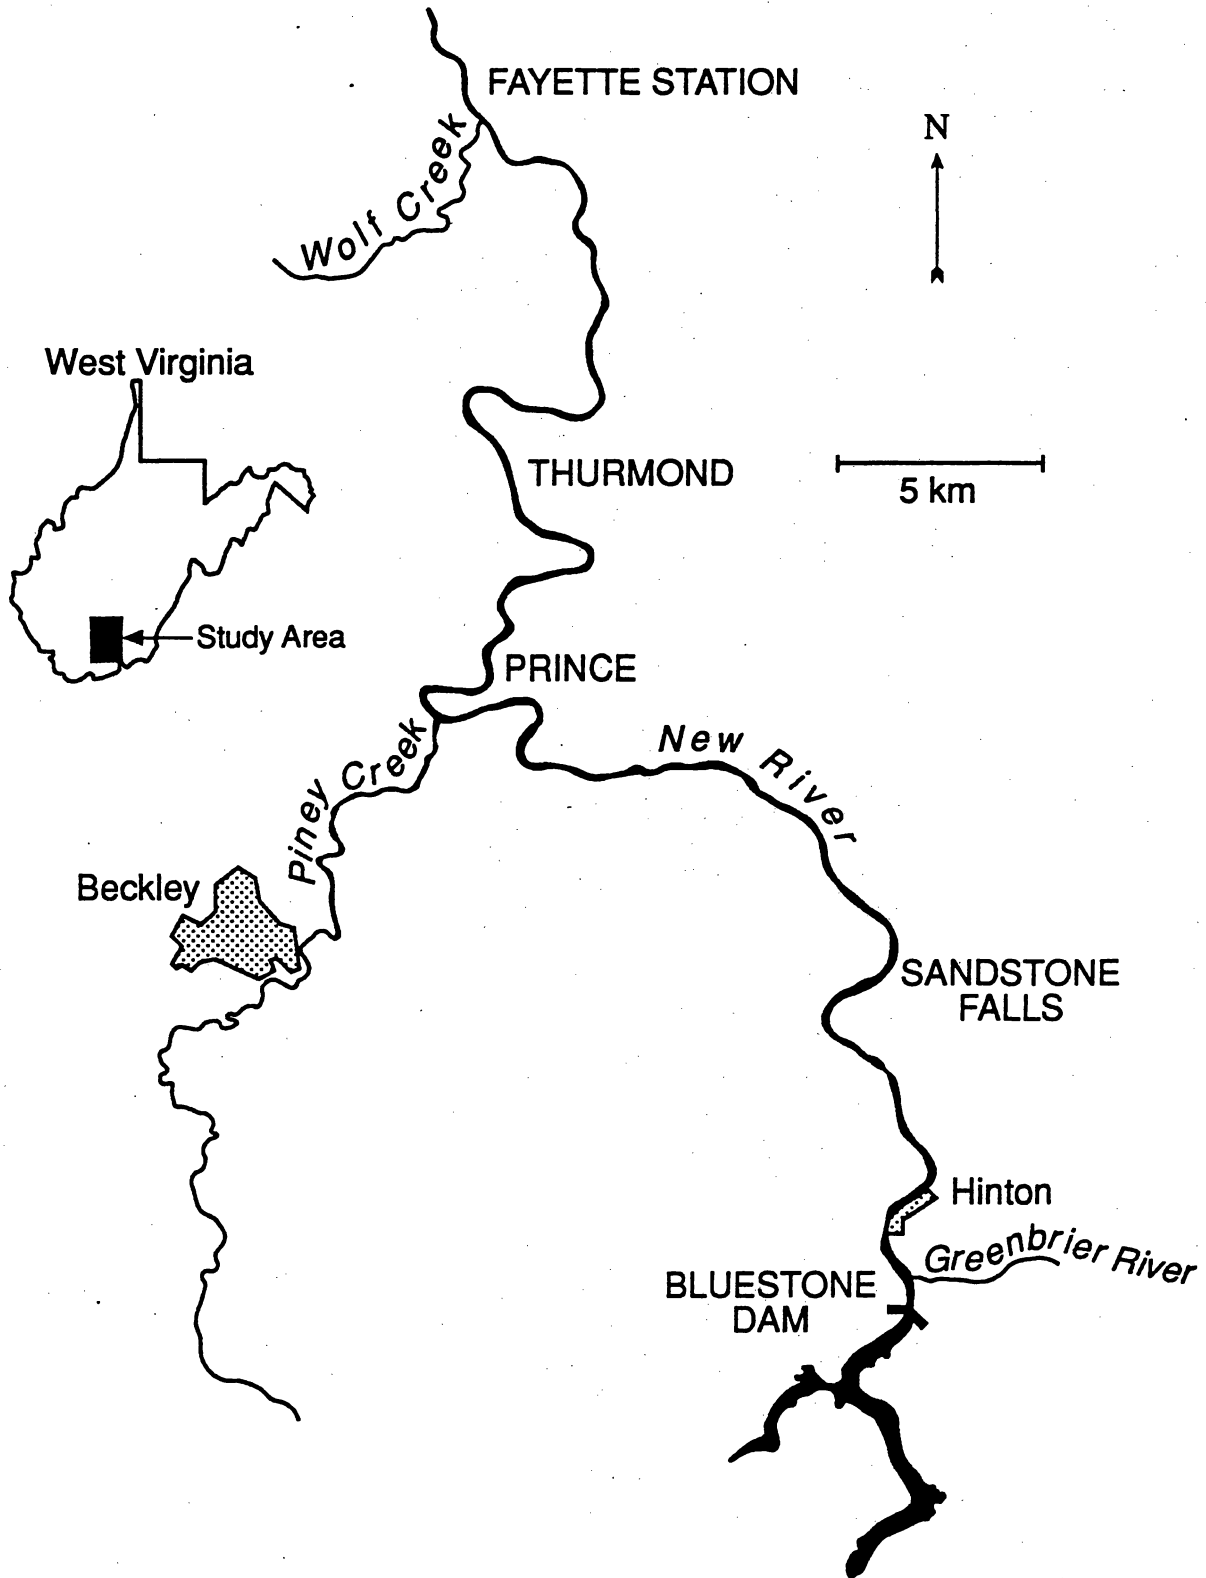 FAYETTE STATION
N
Wolf Creek
West Virginia
THURMOND
5 km
Study Area
PRINCE
New River
Piney Creek
Beckley
SANDSTONE
FALLS
Hinton
Greenbrier River
BLUESTONE
DAM